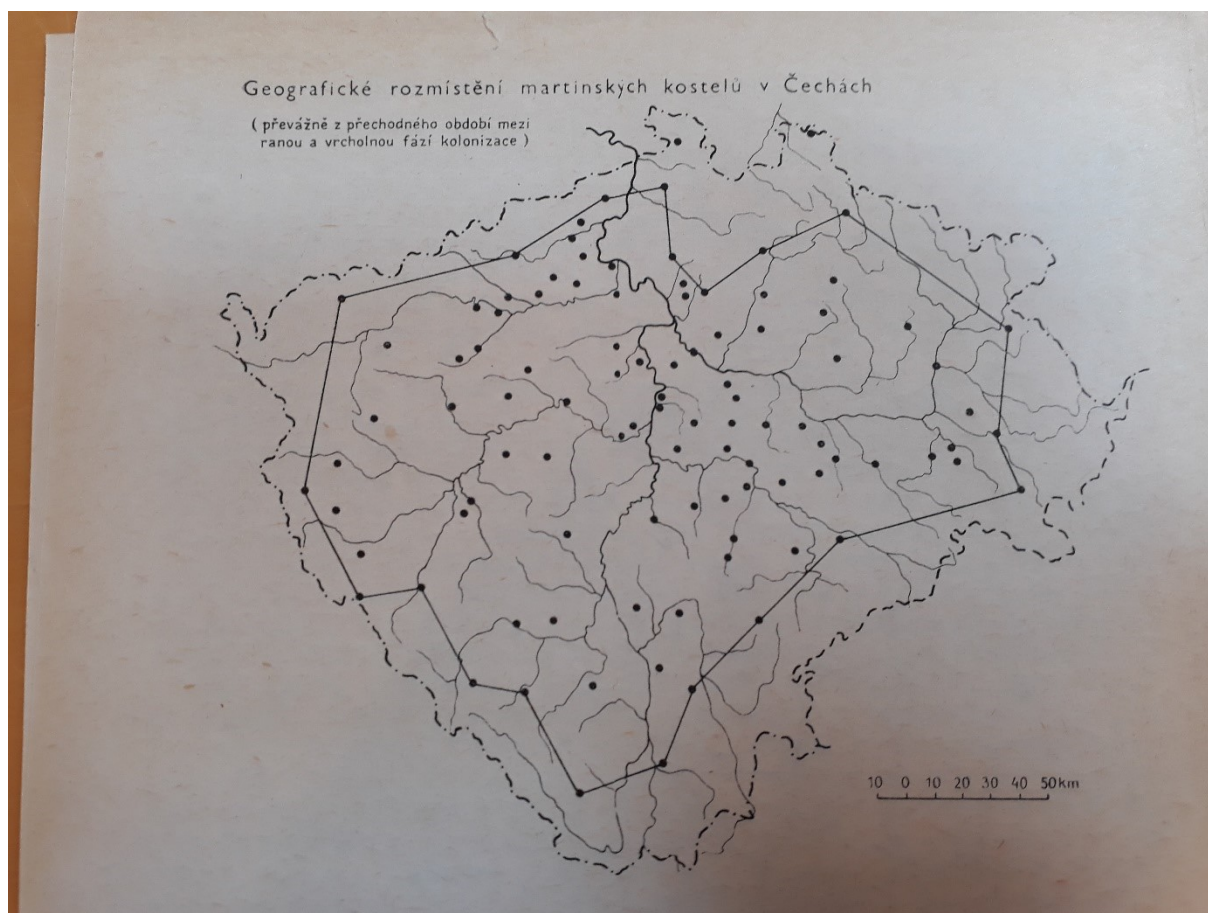 Geografické rozmístění martinských kostelů v Čechách
( převážně z přechodného období mezi
ranou a vrcholnou fází kolonizace )
10 0 10 20 30 40 50km